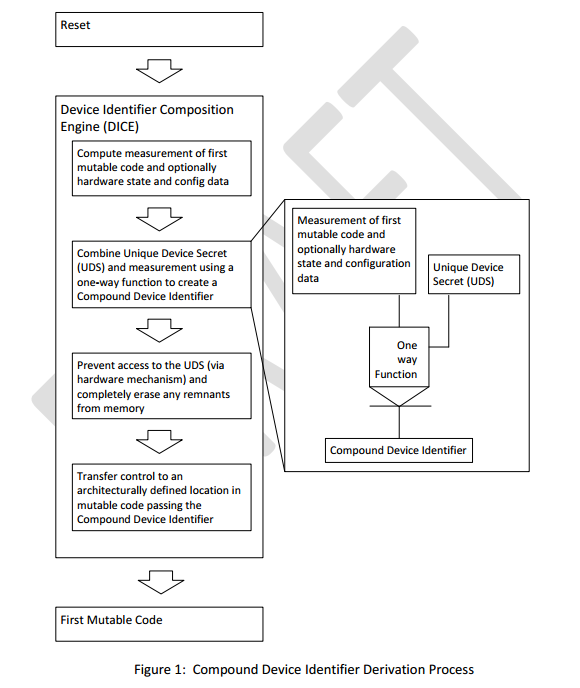 Reset
Device Identifier Composition
Engine (DICE)
Compute measurement of first
mutable code and optionally
hardware state and config data
Combine Unique Device Secret
(UDS) and measurement using a
one-way function to create a
Compound Device Identifier
Prevent access to the UDS (via
hardware mechanism) and
completely erase any remnants
from memory
Transfer control to an
architecturally defined location in
mutable code passing the
Compound Device Identifier
First Mutable Code
Measurement of first
mutable code and
optionally hardware
state and configuration
data
Unique Device
Secret (UDS)
One
way
Function
Compound Device Identifier
Figure 1:  Compound Device Identifier Derivation Process